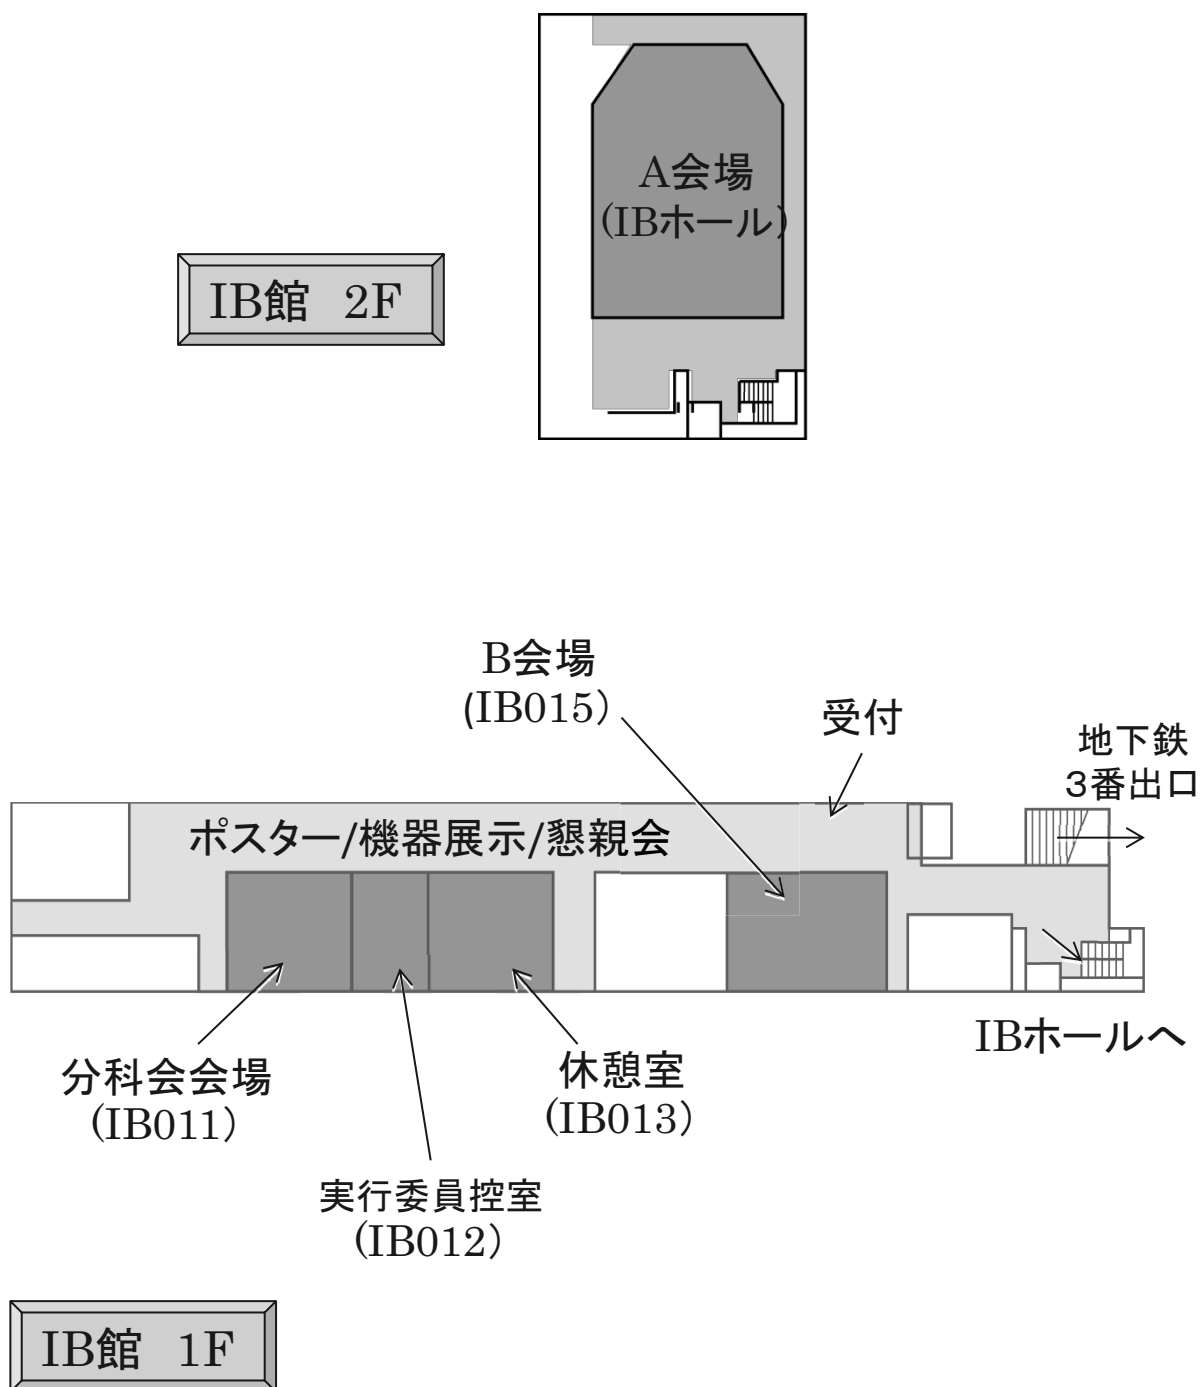 A会場
(IBホール)
IB館 2F
B会場
(IB015)
受付
地下鉄
3番出口
ポスター/機器展示/懇親会
IBホールへ
分科会会場
(IB011)
休憩室
(IB013)
実行委員控室
(IB012)
IB館 1F